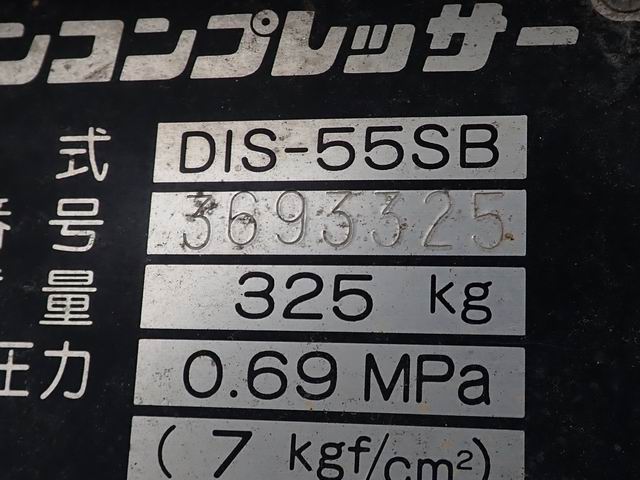 ンコンプレッサー
式 DIS-55SB
番号 3693325
量 325 kg
圧力 0.69 MPa
(7 kgf/cm²)